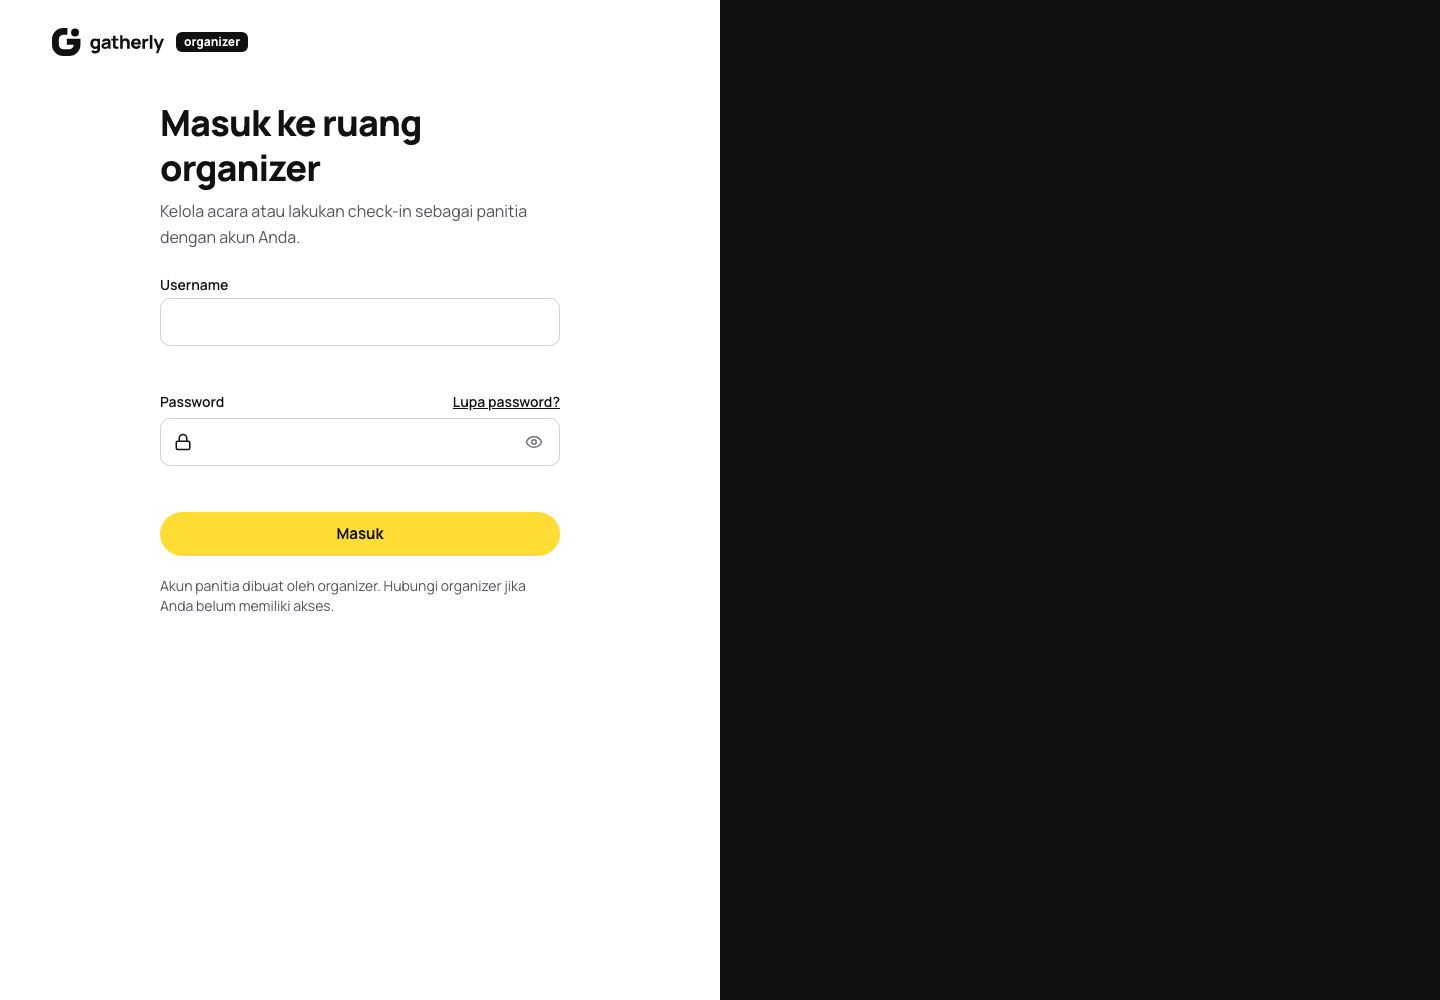 gatherly organizer
Masuk ke ruang
organizer
Kelola acara atau lakukan check-in sebagai panitia
dengan akun Anda.
Username
Password Lupa password?
Masuk
Akun panitia dibuat oleh organizer. Hubungi organizer jika
Anda belum memiliki akses.